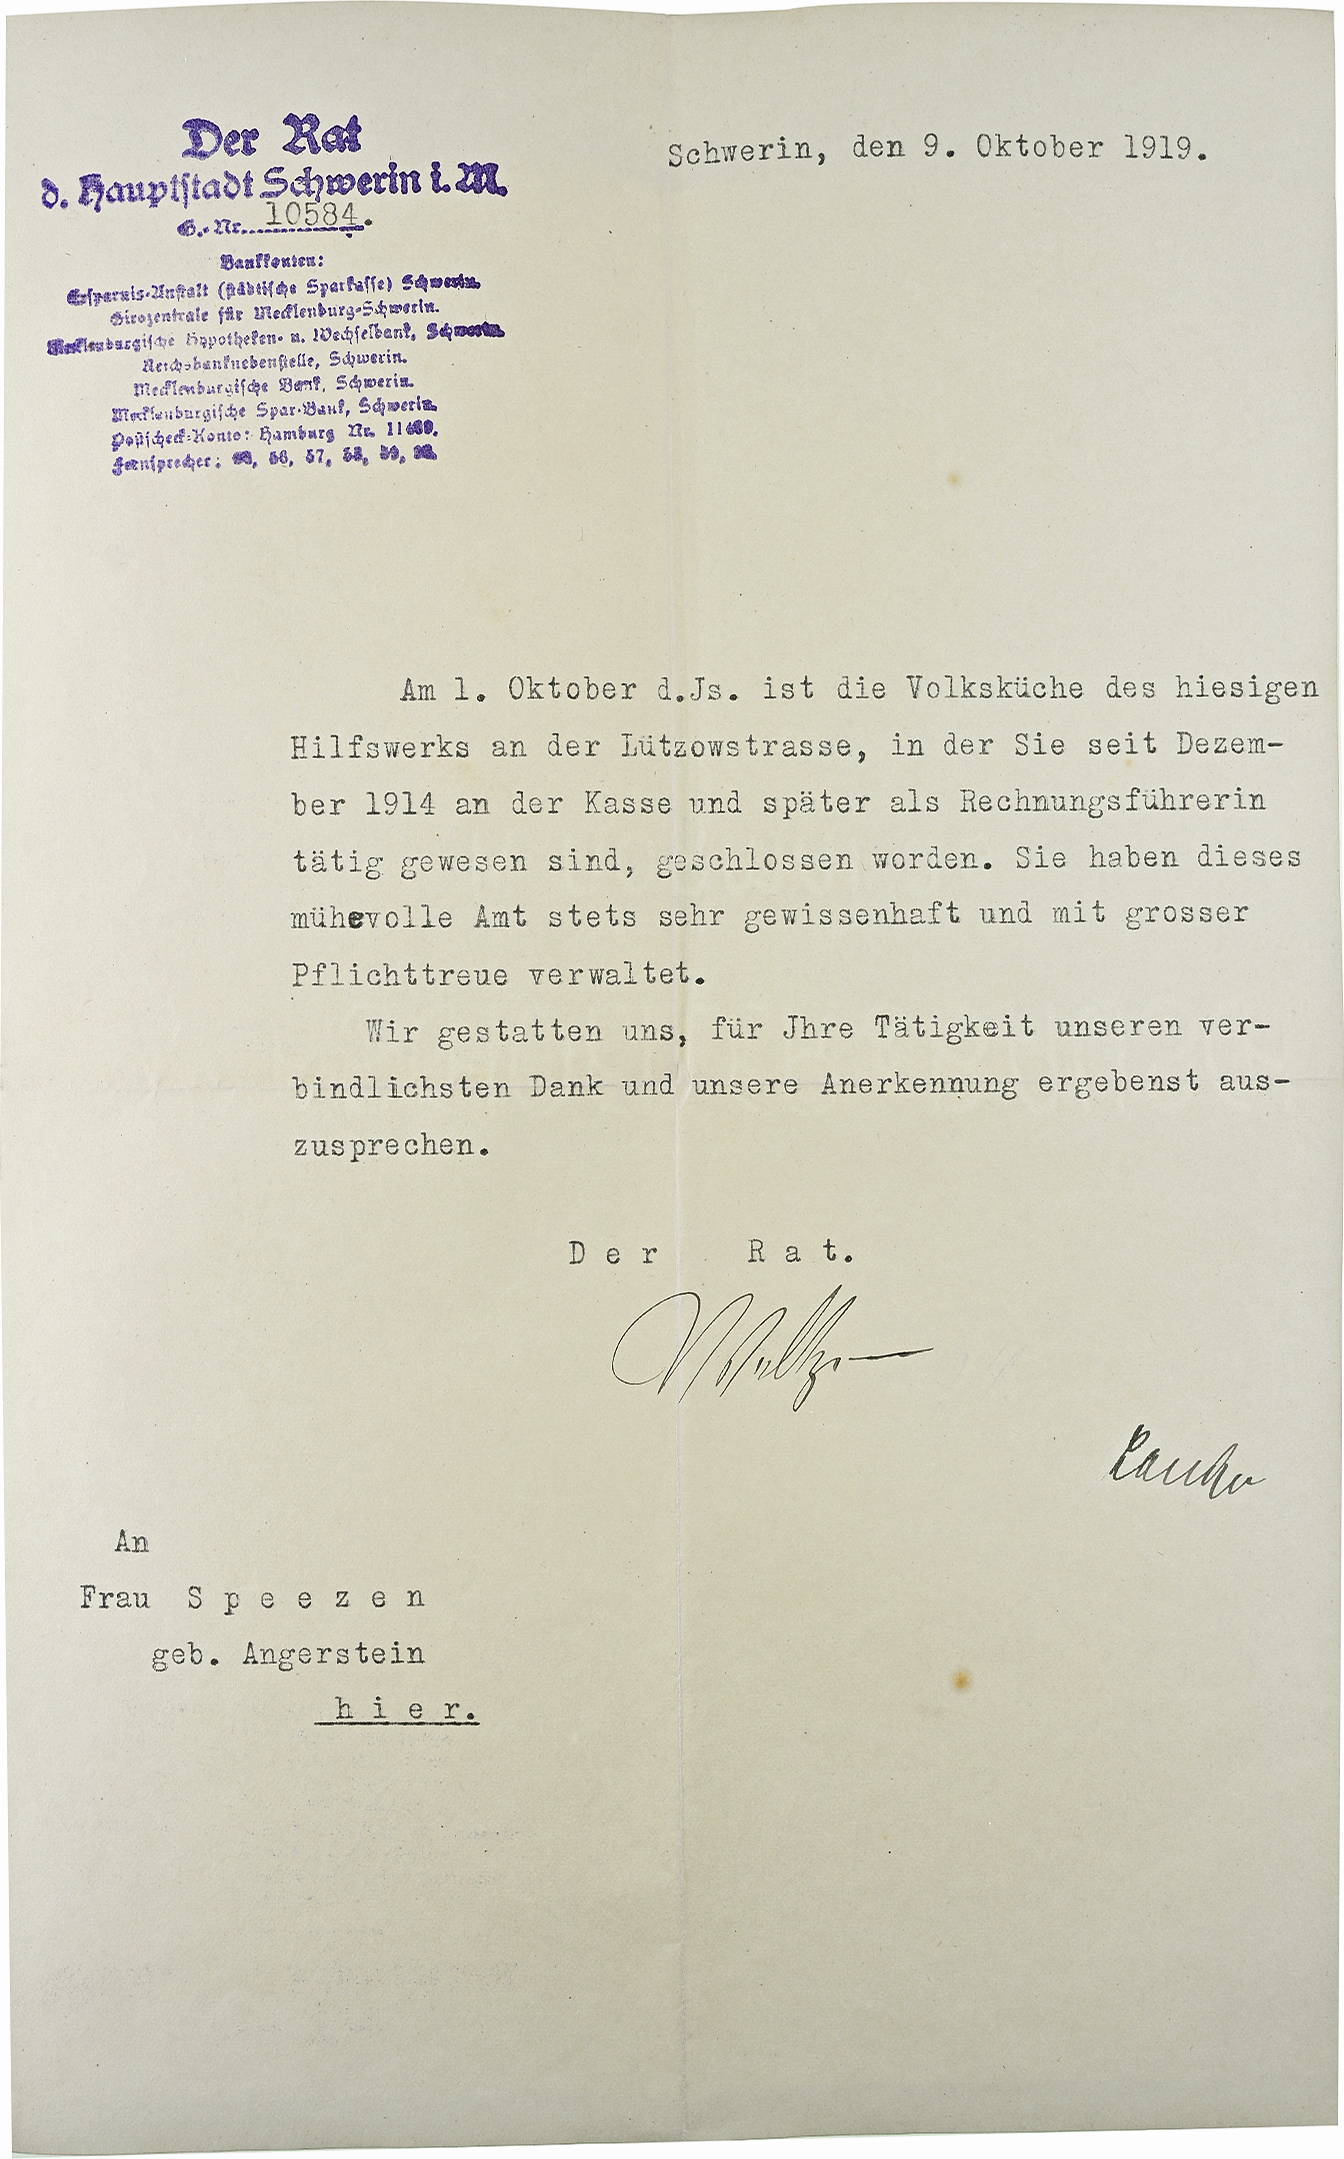 Der Rat
d. Hauptstadt Schwerin i. M.
G.-Nr. 10584.
Bankkonten:
Ersparnis-Anstalt (städtische Sparkasse) Schwerin.
Girozentrale für Mecklenburg-Schwerin.
Mecklenburgische Hypotheken- u. Wechselbank, Schwerin.
Reichsbanknebenstelle, Schwerin.
Mecklenburgische Bank, Schwerin.
Mecklenburgische Spar-Bank, Schwerin.
Postscheck-Konto: Hamburg Nr.
Fernsprecher: 56, 57, 58, 59,
Schwerin, den 9. Oktober 1919.
Am 1. Oktober d.Js. ist die Volksküche des hiesigen
Hilfswerks an der Lützowstrasse, in der Sie seit Dezem-
ber 1914 an der Kasse und später als Rechnungsführerin
tätig gewesen sind, geschlossen worden. Sie haben dieses
mühevolle Amt stets sehr gewissenhaft und mit grosser
Pflichttreue verwaltet.
Wir gestatten uns, für Jhre Tätigkeit unseren ver-
bindlichsten Dank und unsere Anerkennung ergebenst aus-
zusprechen.
Der Rat.
An
Frau Speezen
geb. Angerstein
hier.